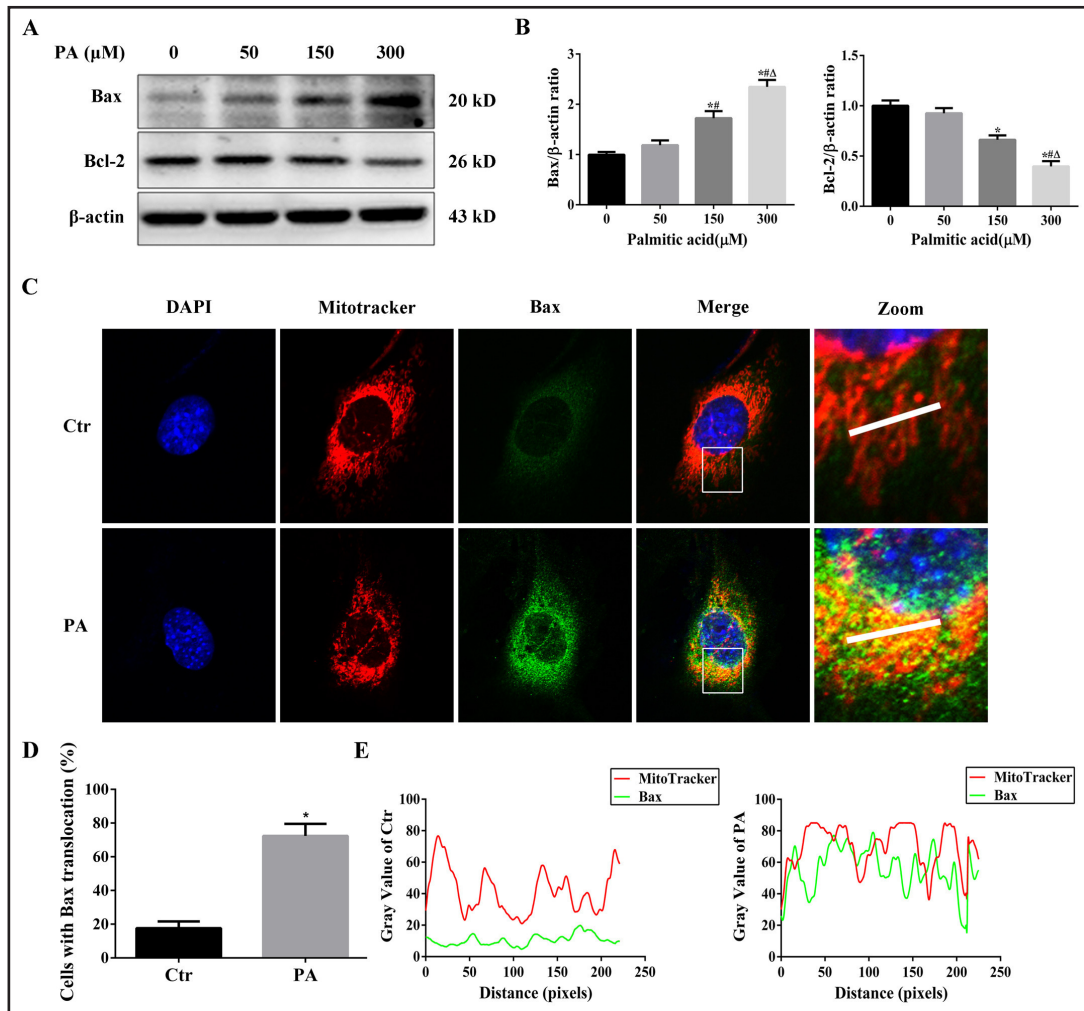 A
PA (μM) 0 50 150 300
Bax 20 kD
Bcl-2 26 kD
β-actin 43 kD
B
Bax/β-actin ratio
3
2
1
0
*#
*#Δ
0 50 150 300
Palmitic acid(μM)
Bcl-2/β-actin ratio
1.5
1.0
0.5
0.0
*
*#Δ
0 50 150 300
Palmitic acid(μM)
C
DAPI Mitotracker Bax Merge Zoom
Ctr
PA
D
Cells with Bax translocation (%)
100
80
60
40
20
0
*
Ctr PA
E
MitoTracker
Bax
Gray Value of Ctr
100
80
60
40
20
0
0 50 100 150 200 250
Distance (pixels)
MitoTracker
Bax
Gray Value of PA
100
80
60
40
20
0
0 50 100 150 200 250
Distance (pixels)